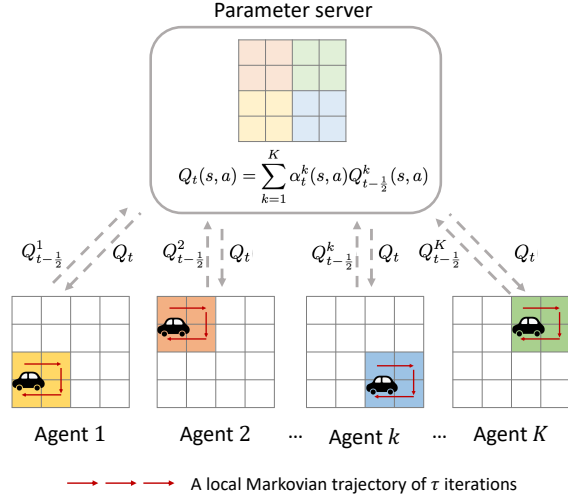 Parameter server
Q_t(s, a) = \sum_{k=1}^{K} \alpha_t^k(s, a) Q_{t-\frac{1}{2}}^k(s, a)
Q_{t-\frac{1}{2}}^1 Q_t Q_{t-\frac{1}{2}}^2 Q_t Q_{t-\frac{1}{2}}^k Q_t Q_{t-\frac{1}{2}}^K Q_t
Agent 1 Agent 2 ... Agent k ... Agent K
A local Markovian trajectory of τ iterations